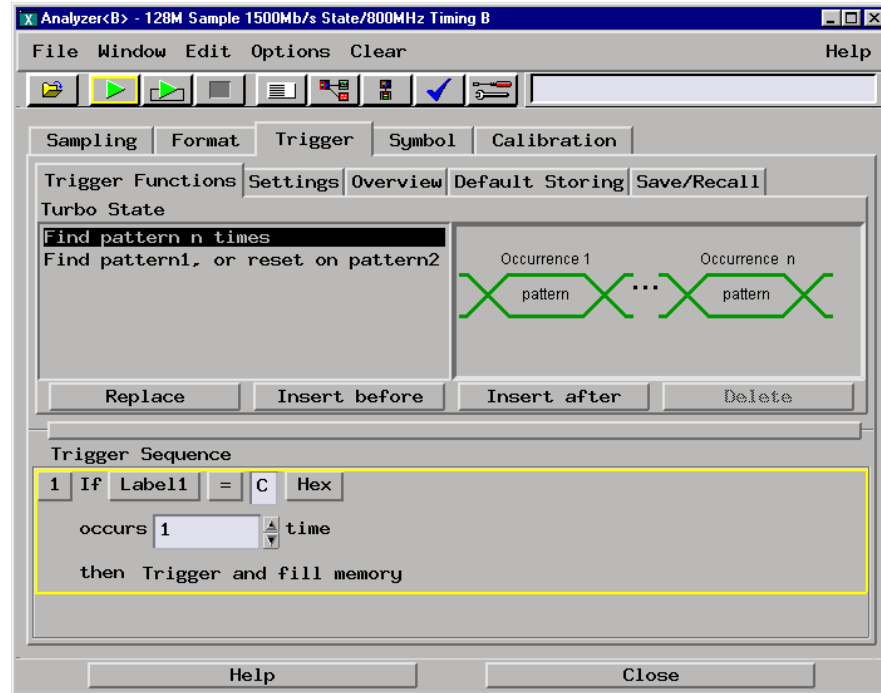 Analyzer<B> - 128M Sample 1500Mb/s State/800MHz Timing B
File Window Edit Options Clear Help
Sampling Format Trigger Symbol Calibration
Trigger Functions Settings Overview Default Storing Save/Recall
Turbo State
Find pattern n times
Find pattern1, or reset on pattern2
Occurrence 1 Occurrence n
pattern ... pattern
Replace Insert before Insert after Delete
Trigger Sequence
1 If Label1 = C Hex
occurs 1 time
then Trigger and fill memory
Help Close